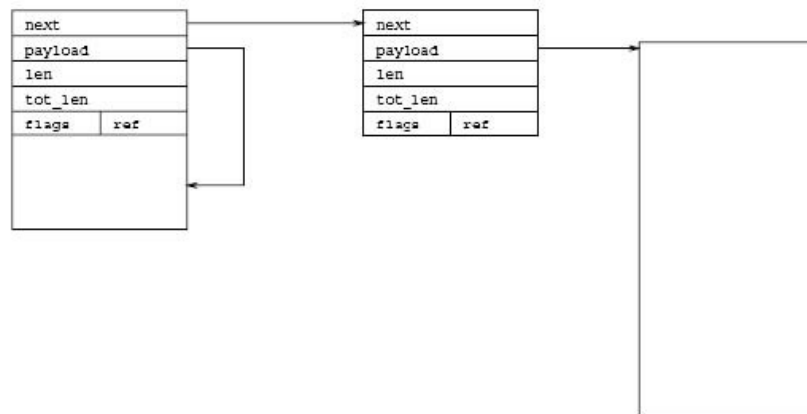 next
payload
len
tot_len
flags ref
next
payload
len
tot_len
flags ref